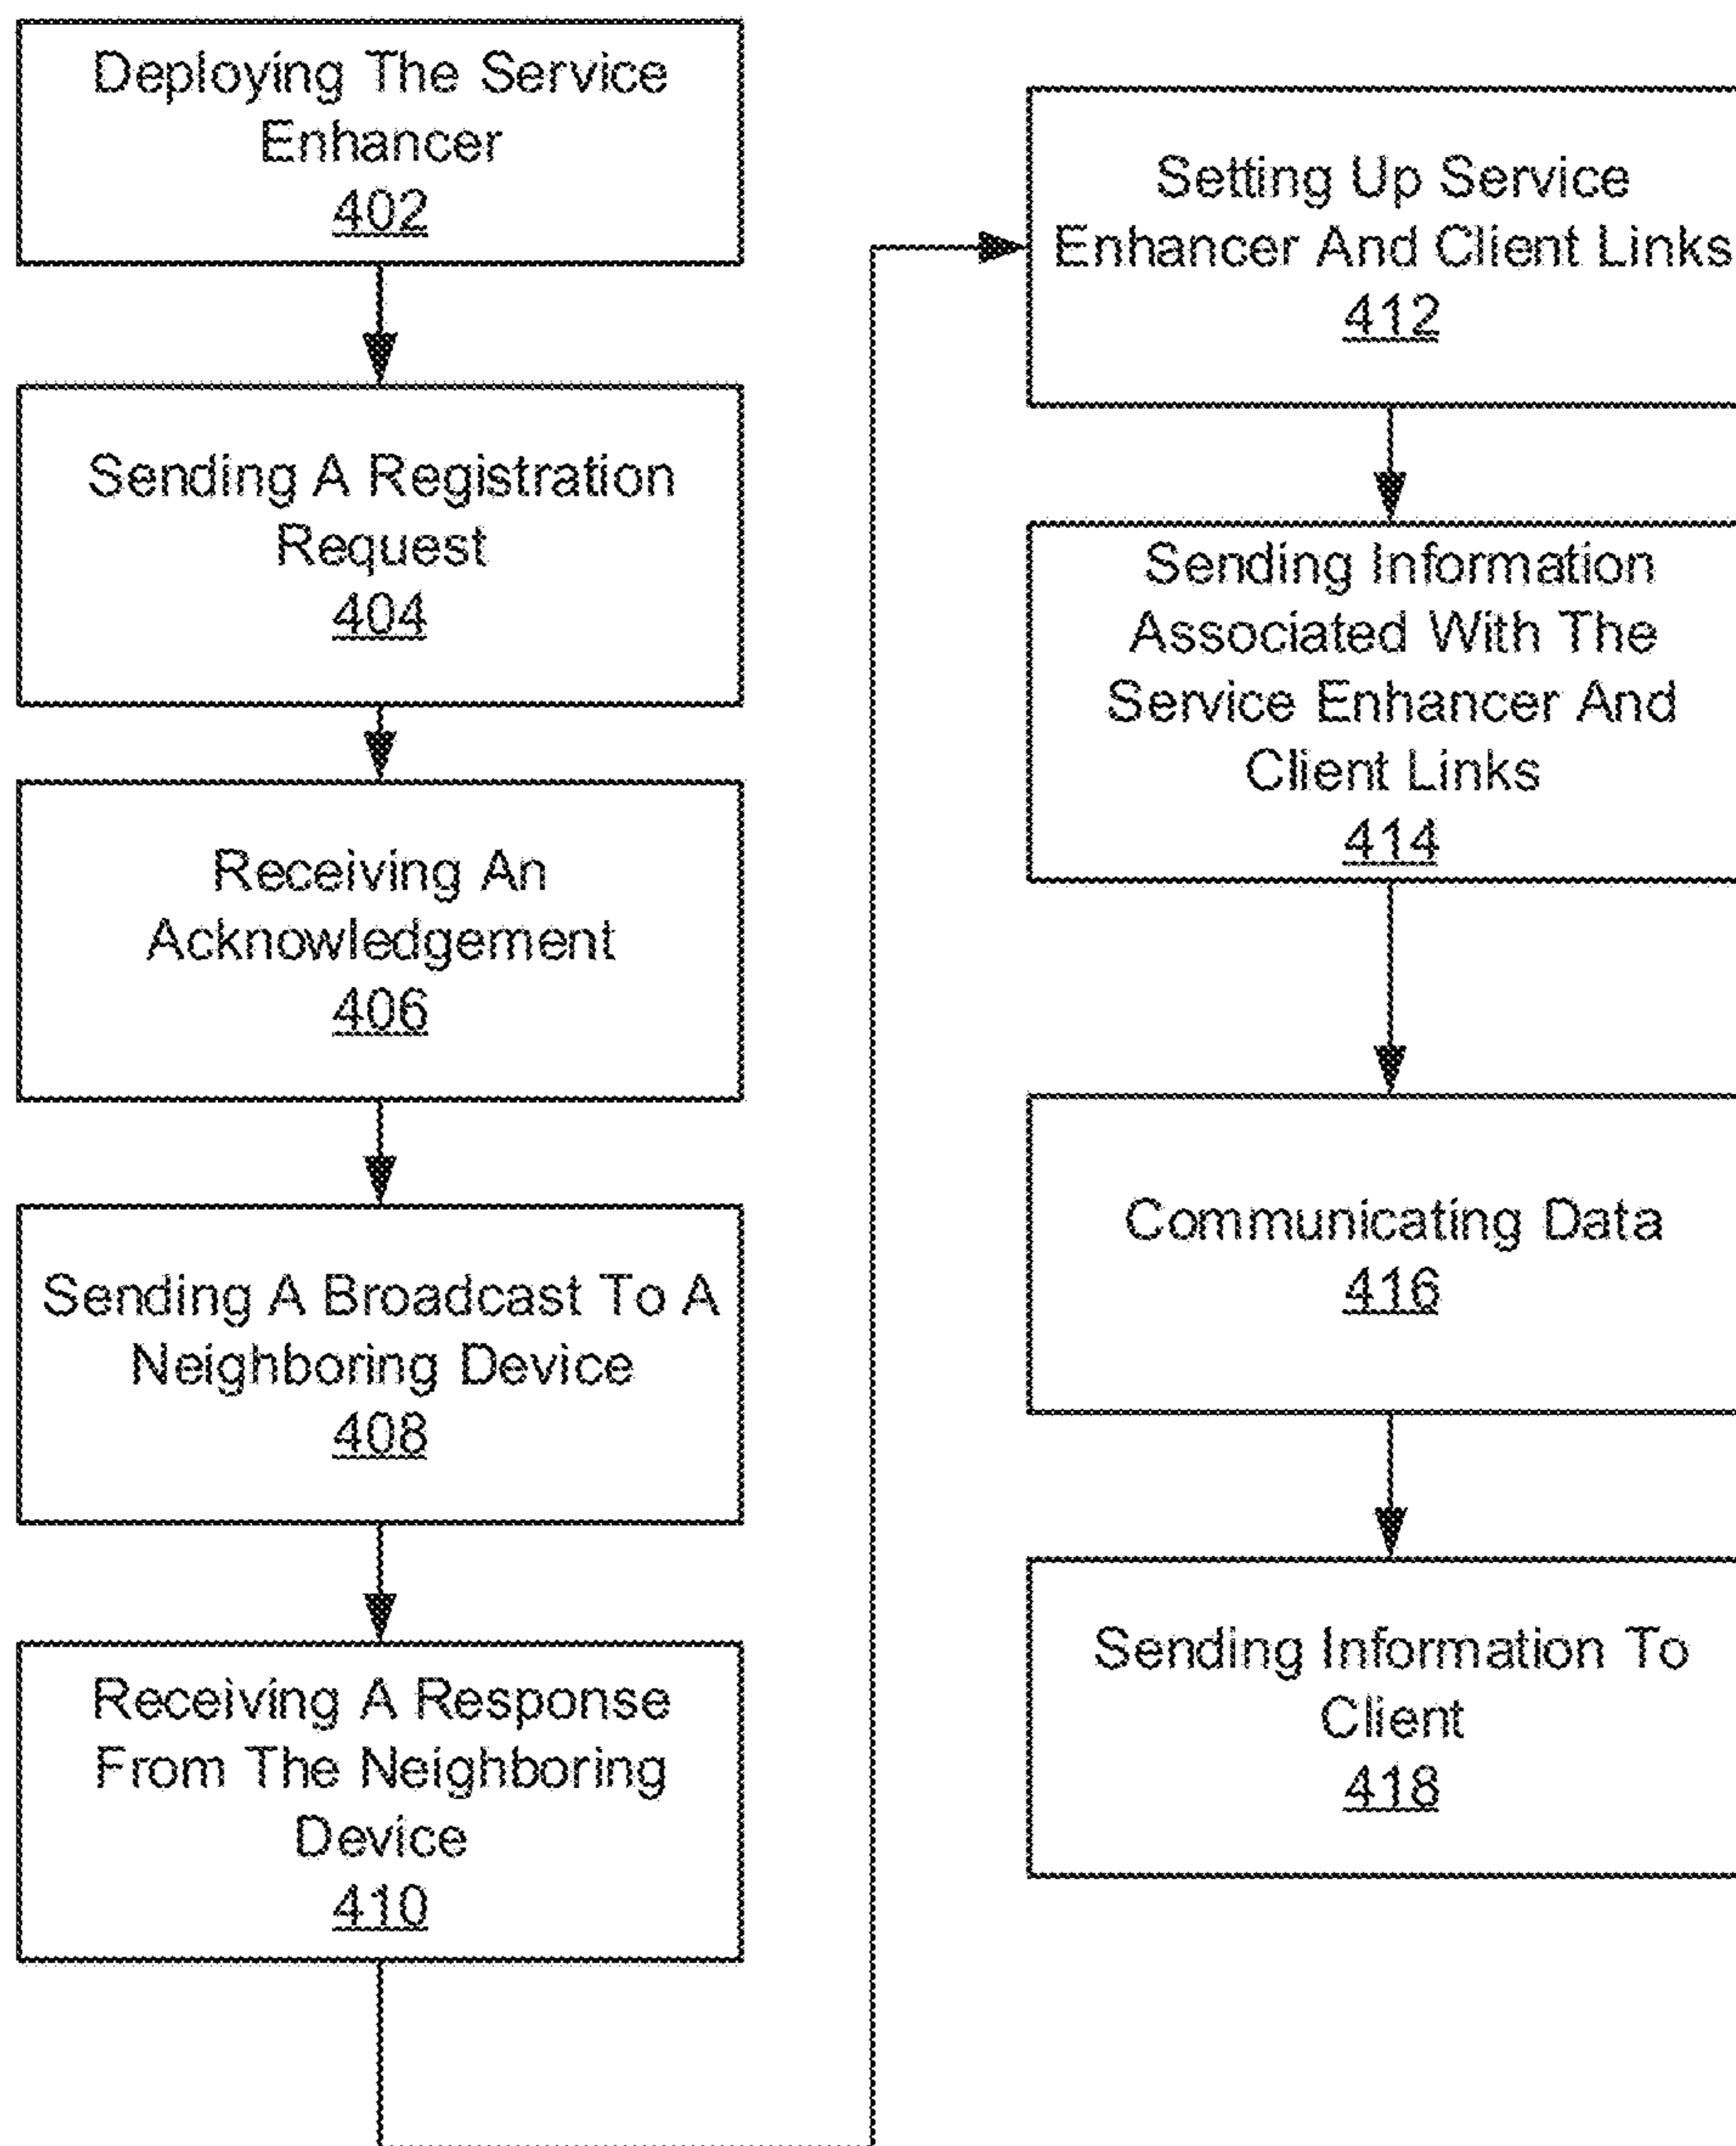 Deploying The Service
Enhancer
402
Sending A Registration
Request
404
Receiving An
Acknowledgement
406
Sending A Broadcast To A
Neighboring Device
408
Receiving A Response
From The Neighboring
Device
410
Setting Up Service
Enhancer And Client Links
412
Sending Information
Associated With The
Service Enhancer And
Client Links
414
Communicating Data
416
Sending Information To
Client
418